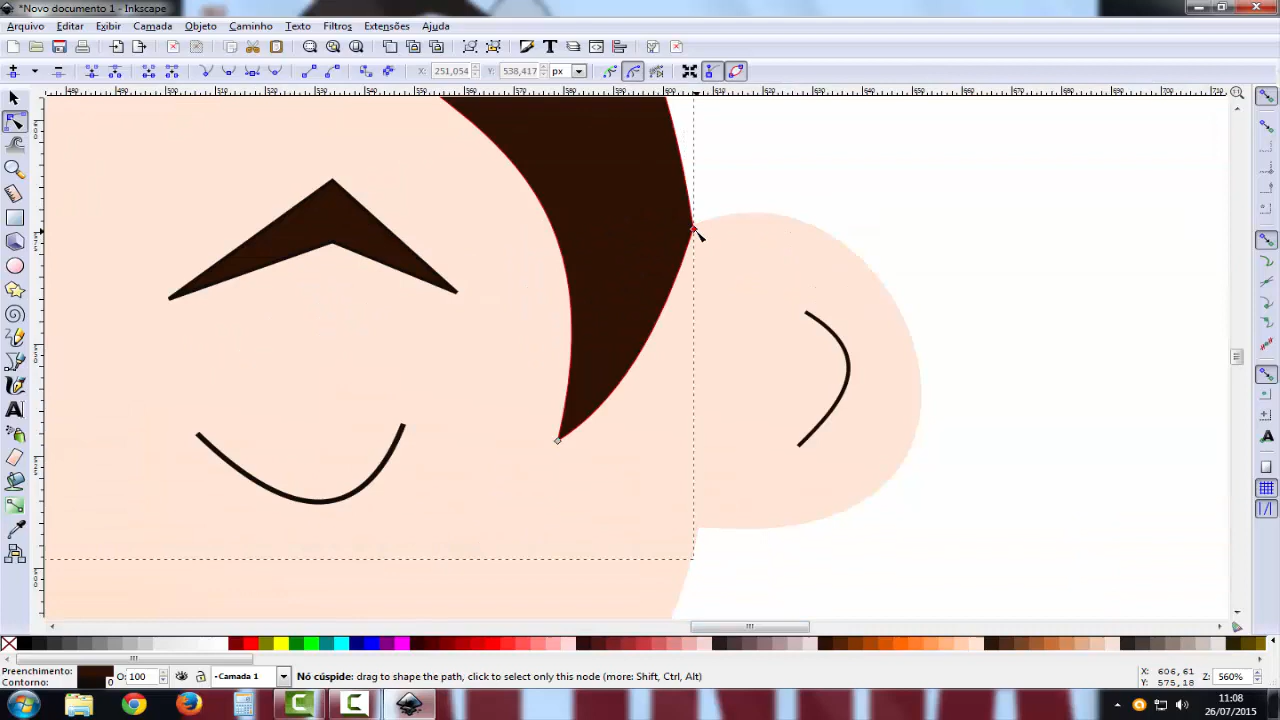 *Novo documento 1 - Inkscape
Arquivo Editar Exibir Camada Objeto Caminho Texto Filtros Extensões Ajuda
X: 251,054 Y: 538,417 px
Preenchimento:
Contorno: 0 O: 100 Camada 1 Nó cúspide: drag to shape the path, click to select only this node (more: Shift, Ctrl, Alt) X: 606,61
Y: 575,18 Z: 560%
11:08
26/07/2015